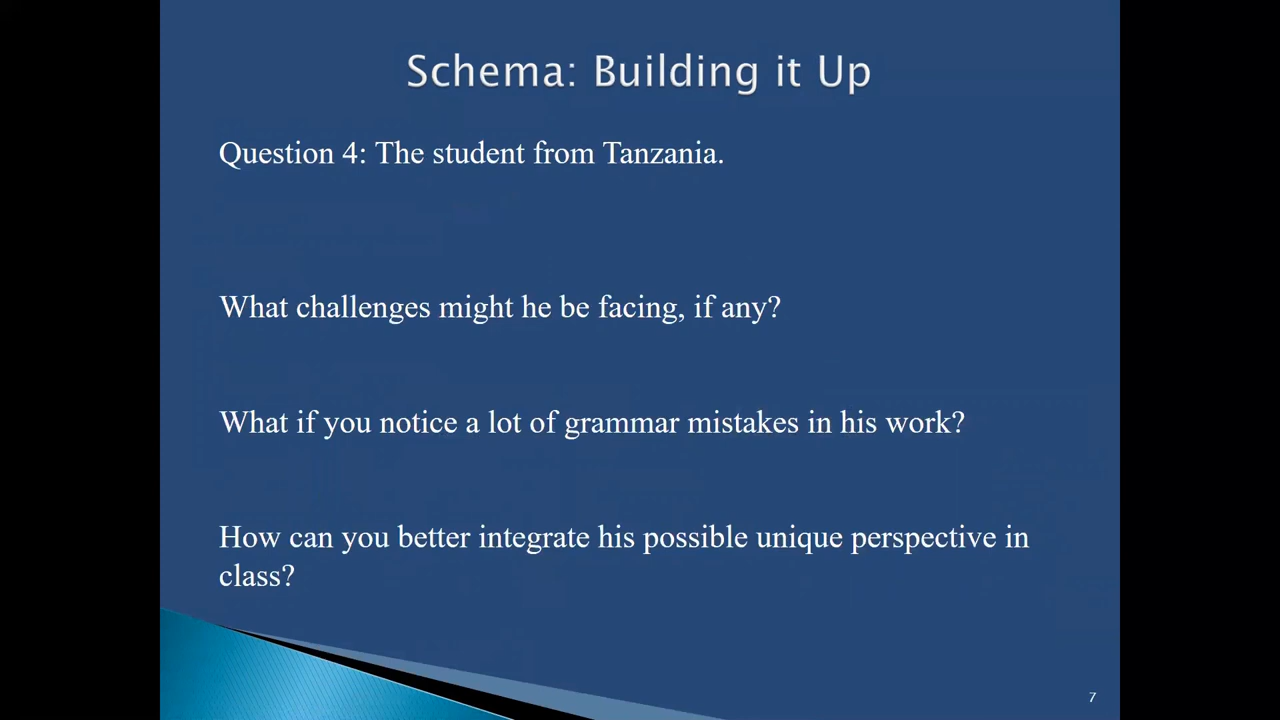 Schema: Building it Up
Question 4: The student from Tanzania.
What challenges might he be facing, if any?
What if you notice a lot of grammar mistakes in his work?
How can you better integrate his possible unique perspective in
class?
7